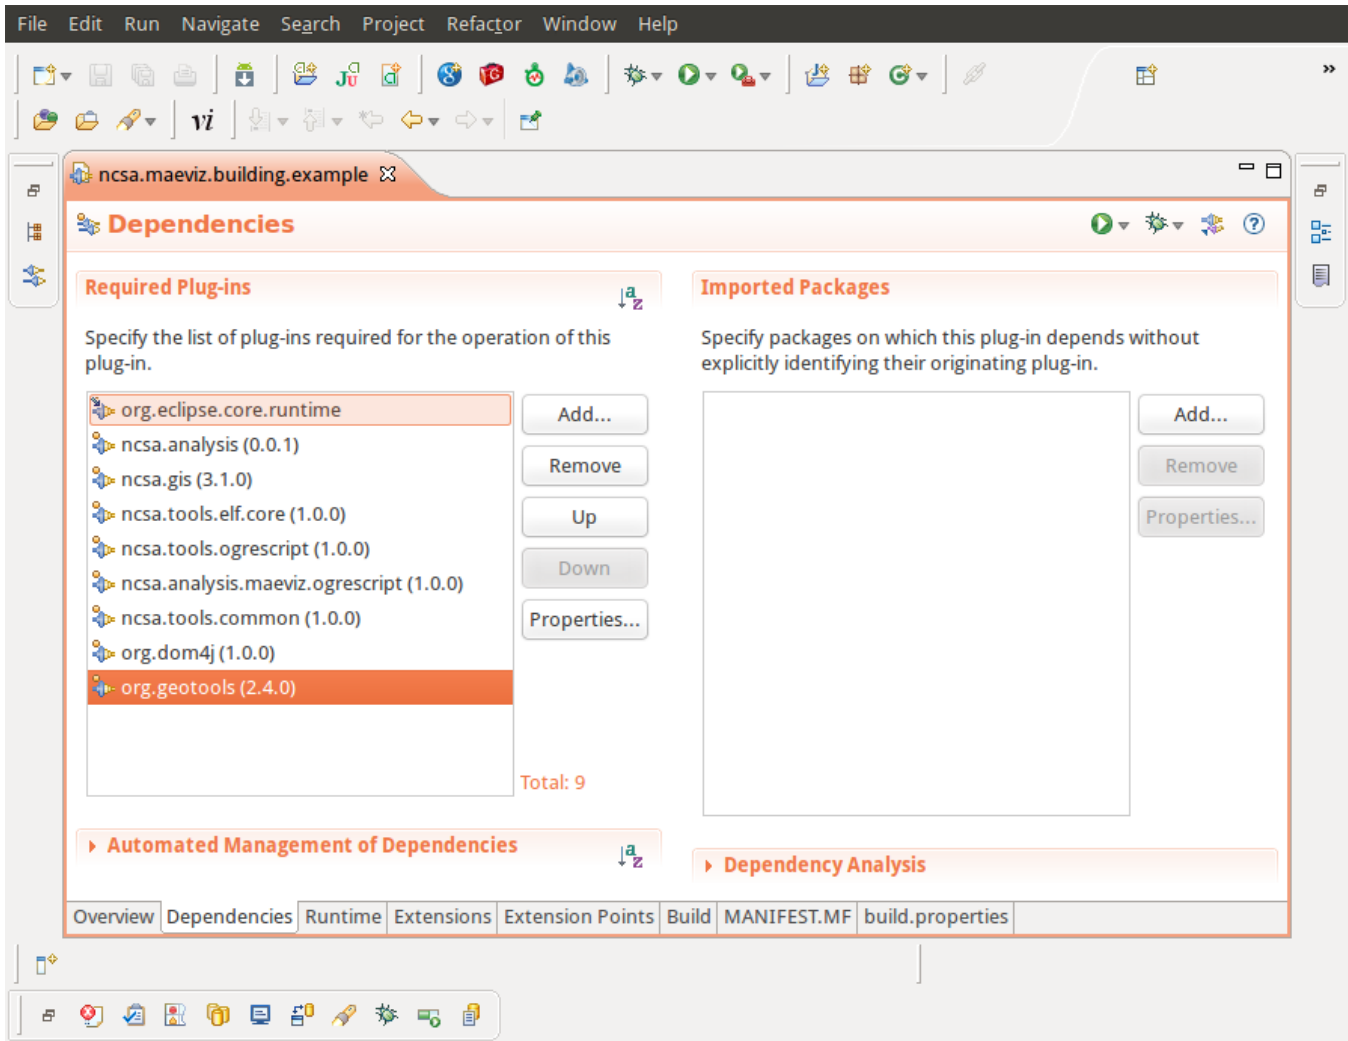 File Edit Run Navigate Search Project Refactor Window Help
vi
ncsa.maeviz.building.example
Dependencies
Required Plug-ins
Specify the list of plug-ins required for the operation of this
plug-in.
org.eclipse.core.runtime
ncsa.analysis (0.0.1)
ncsa.gis (3.1.0)
ncsa.tools.elf.core (1.0.0)
ncsa.tools.ogrescript (1.0.0)
ncsa.analysis.maeviz.ogrescript (1.0.0)
ncsa.tools.common (1.0.0)
org.dom4j (1.0.0)
org.geotools (2.4.0)
Add...
Remove
Up
Down
Properties...
Total: 9
Imported Packages
Specify packages on which this plug-in depends without
explicitly identifying their originating plug-in.
Add...
Remove
Properties...
Automated Management of Dependencies
Dependency Analysis
Overview Dependencies Runtime Extensions Extension Points Build MANIFEST.MF build.properties